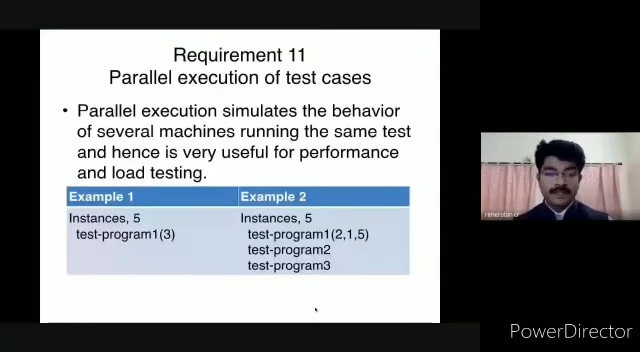 Requirement 11
Parallel execution of test cases
• Parallel execution simulates the behavior
of several machines running the same test
and hence is very useful for performance
and load testing.
Example 1
Instances, 5
test-program1(3)
Example 2
Instances, 5
test-program1(2,1,5)
test-program2
test-program3
PowerDirector